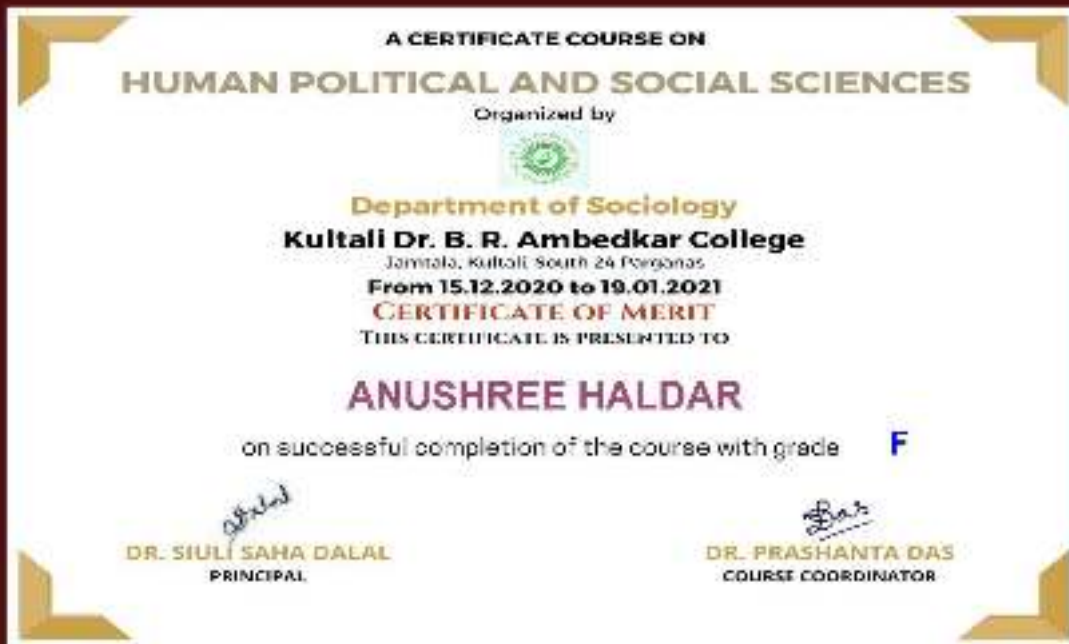 A CERTIFICATE COURSE ON
HUMAN POLITICAL AND SOCIAL SCIENCES
Organized by
Department of Sociology
Kultali Dr. B. R. Ambedkar College
Jamtala, Kultali South 24 Parganas
From 15.12.2020 to 19.01.2021
CERTIFICATE OF MERIT
THIS CERTIFICATE IS PRESENTED TO
ANUSHREE HALDAR
on successful completion of the course with grade F
Das
DR. SIULI SAHA DALAL DR. PRASHANTA DAS
PRINCIPAL COURSE COORDINATOR